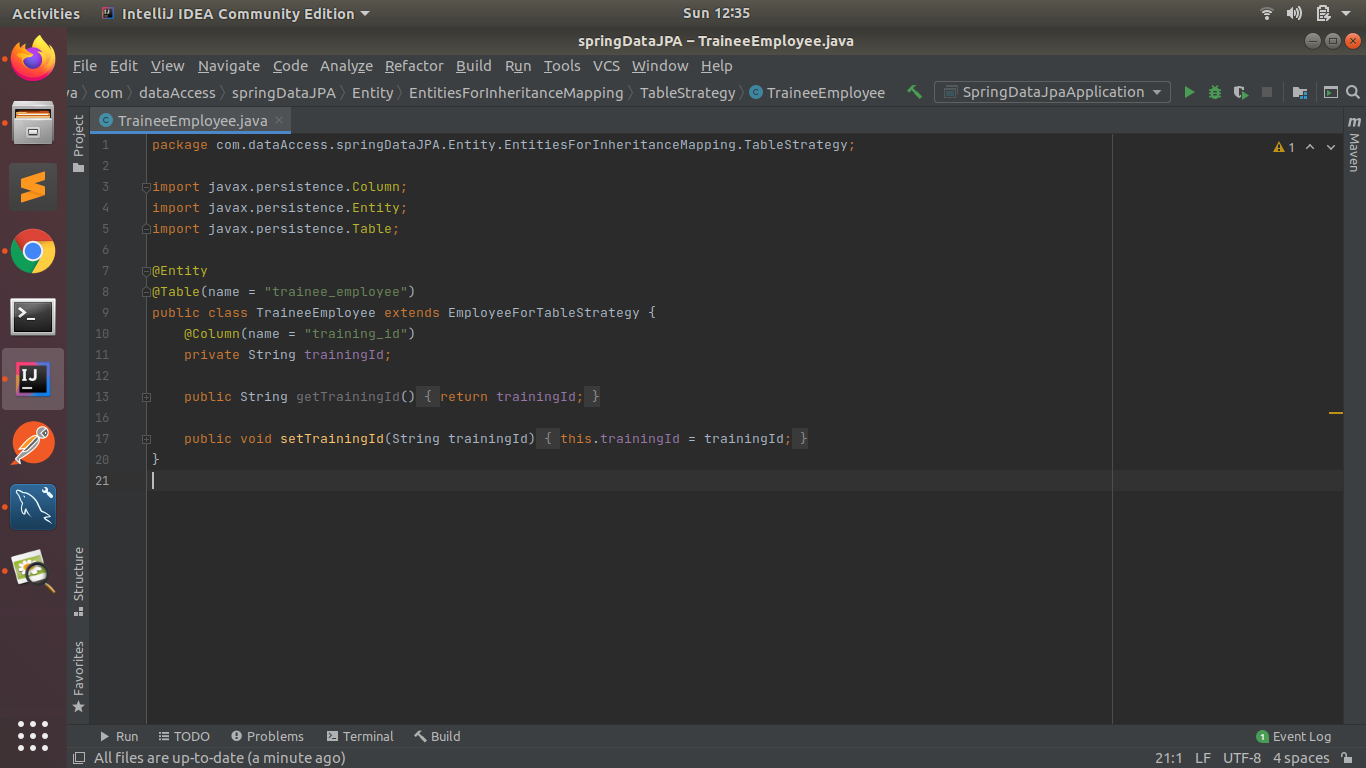 Activities IntelliJ IDEA Community Edition Sun 12:35
springDataJPA – TraineeEmployee.java
File Edit View Navigate Code Analyze Refactor Build Run Tools VCS Window Help
va com dataAccess springDataJPA Entity EntitiesForInheritanceMapping TableStrategy C TraineeEmployee SpringDataJpaApplication
Project
C TraineeEmployee.java
m Maven
1 package com.dataAccess.springDataJPA.Entity.EntitiesForInheritanceMapping.TableStrategy; 1
2
3 import javax.persistence.Column;
4 import javax.persistence.Entity;
5 import javax.persistence.Table;
6
7 @Entity
8 @Table(name = "trainee_employee")
9 public class TraineeEmployee extends EmployeeForTableStrategy {
10 @Column(name = "training_id")
11 private String trainingId;
12
13 public String getTrainingId() { return trainingId; }
16
17 public void setTrainingId(String trainingId) { this.trainingId = trainingId; }
20 }
21
IJ
Structure
Favorites
Run TODO Problems Terminal Build 1 Event Log
All files are up-to-date (a minute ago) 21:1 LF UTF-8 4 spaces